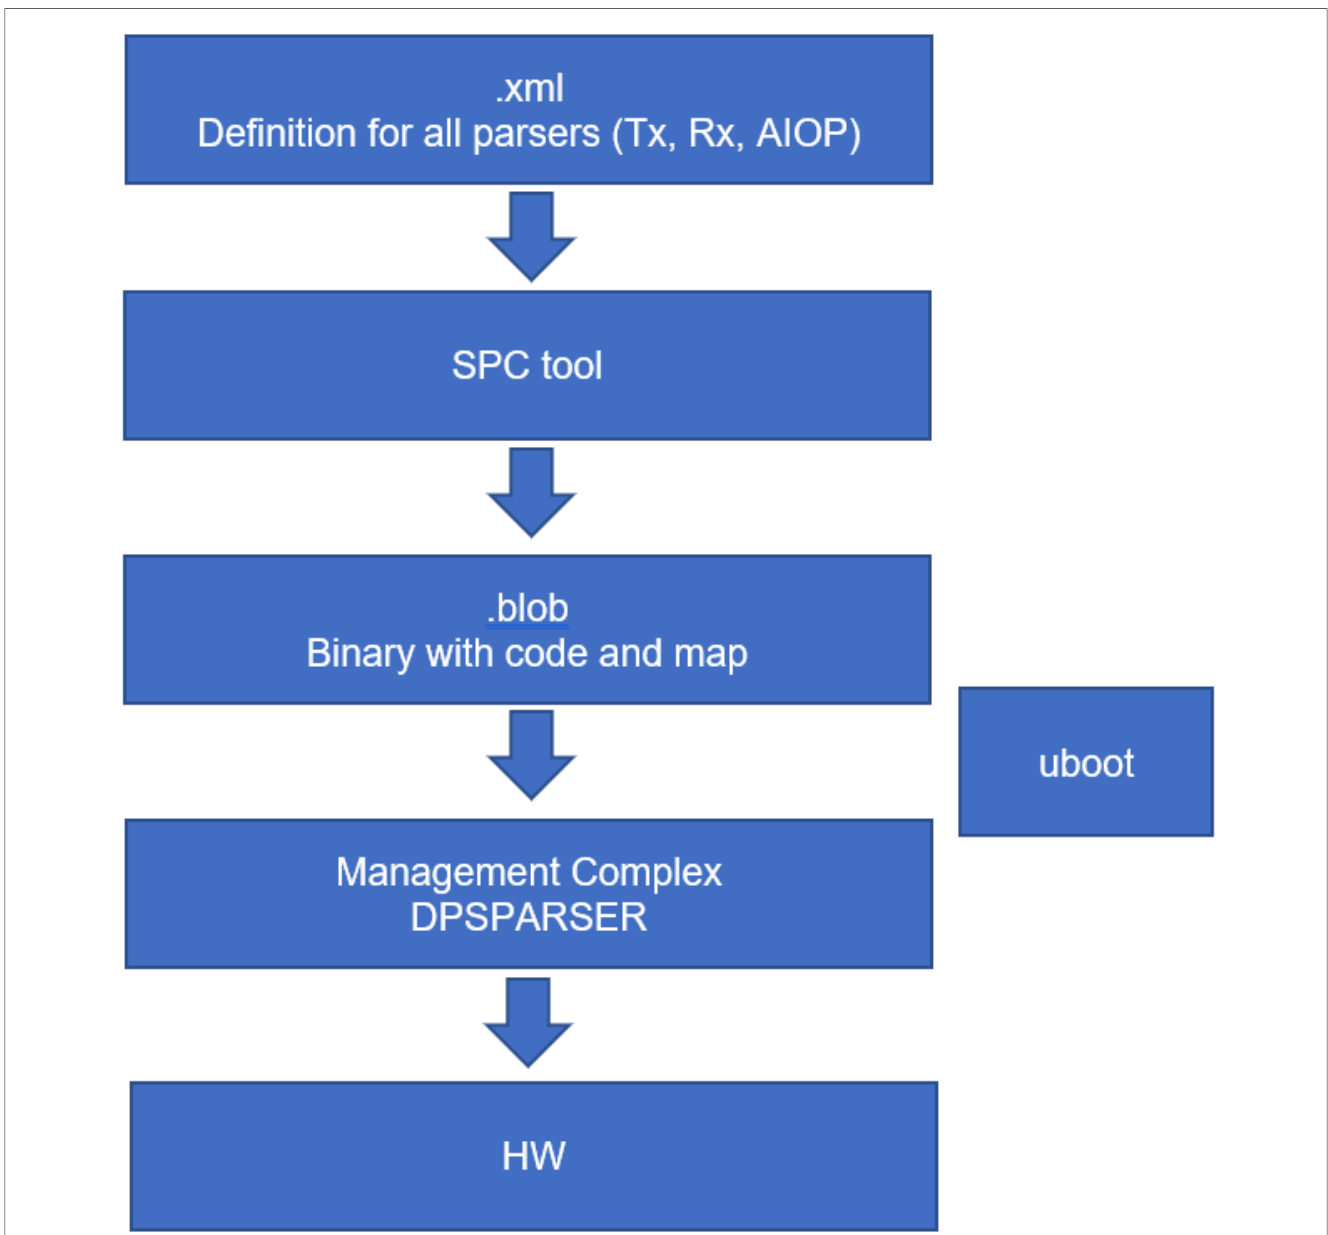 .xml
Definition for all parsers (Tx, Rx, AIOP)
SPC tool
.blob
Binary with code and map
uboot
Management Complex
DPSPARSER
HW